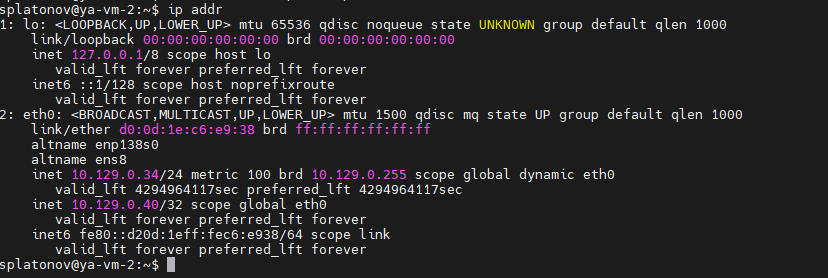 splatonov@ya-vm-2:~$ ip addr
1: lo: <LOOPBACK,UP,LOWER_UP> mtu 65536 qdisc noqueue state UNKNOWN group default qlen 1000
    link/loopback 00:00:00:00:00:00 brd 00:00:00:00:00:00
    inet 127.0.0.1/8 scope host lo
       valid_lft forever preferred_lft forever
    inet6 ::1/128 scope host noprefixroute
       valid_lft forever preferred_lft forever
2: eth0: <BROADCAST,MULTICAST,UP,LOWER_UP> mtu 1500 qdisc mq state UP group default qlen 1000
    link/ether d0:0d:1e:c6:e9:38 brd ff:ff:ff:ff:ff:ff
    altname enp138s0
    altname ens8
    inet 10.129.0.34/24 metric 100 brd 10.129.0.255 scope global dynamic eth0
       valid_lft 4294964117sec preferred_lft 4294964117sec
    inet 10.129.0.40/32 scope global eth0
       valid_lft forever preferred_lft forever
    inet6 fe80::d20d:1eff:fec6:e938/64 scope link
       valid_lft forever preferred_lft forever
splatonov@ya-vm-2:~$